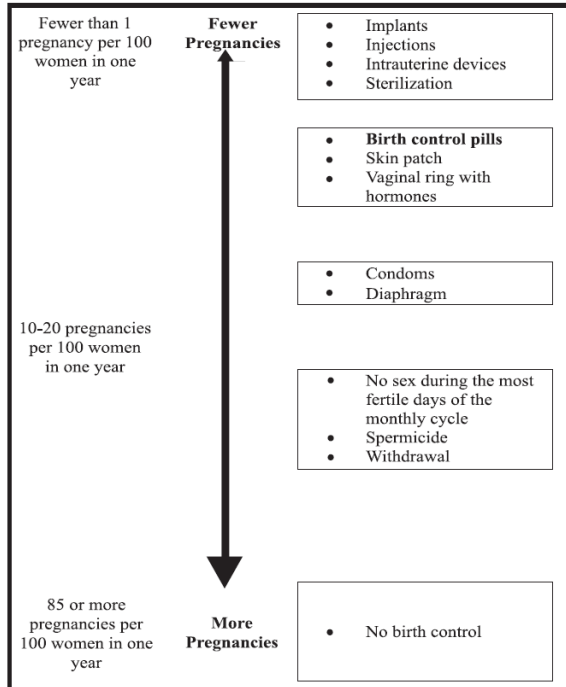 Fewer than 1
pregnancy per 100
women in one
year
Fewer
Pregnancies
• Implants
• Injections
• Intrauterine devices
• Sterilization
• Birth control pills
• Skin patch
• Vaginal ring with
hormones
• Condoms
• Diaphragm
10-20 pregnancies
per 100 women
in one year
• No sex during the most
fertile days of the
monthly cycle
• Spermicide
• Withdrawal
85 or more
pregnancies per
100 women in one
year
More
Pregnancies
• No birth control